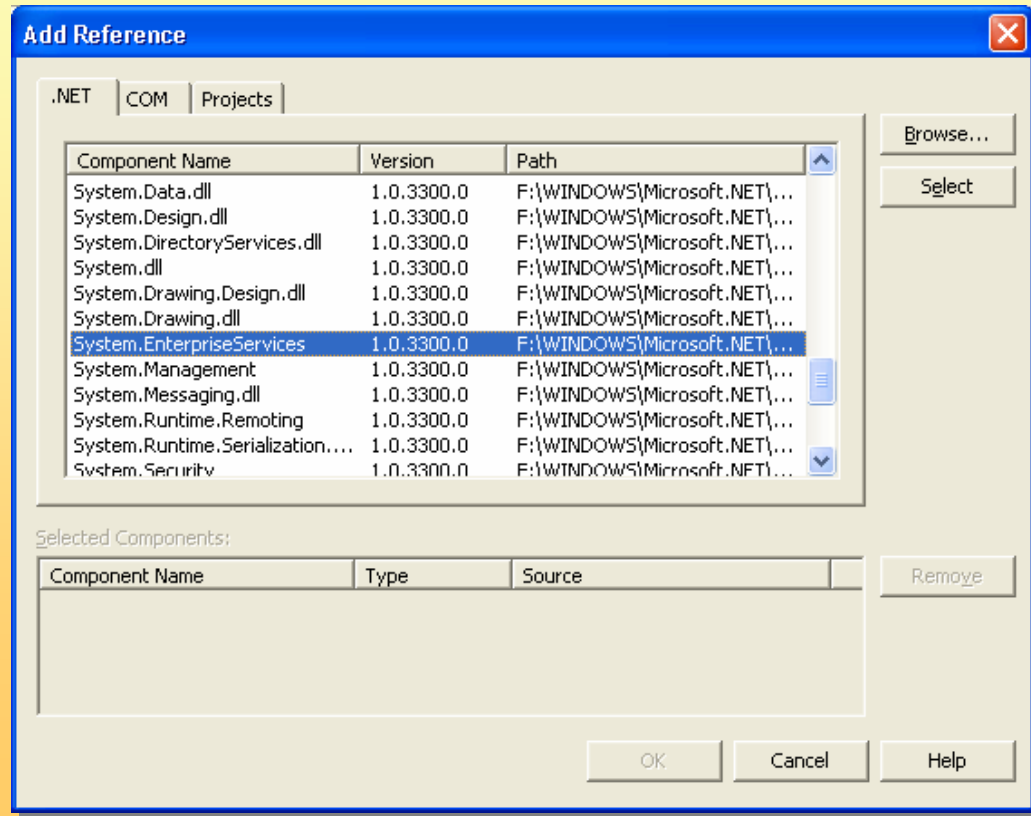 Add Reference
.NET COM Projects
Browse...
Select
Component Name Version Path
System.Data.dll 1.0.3300.0 F:\WINDOWS\Microsoft.NET\...
System.Design.dll 1.0.3300.0 F:\WINDOWS\Microsoft.NET\...
System.DirectoryServices.dll 1.0.3300.0 F:\WINDOWS\Microsoft.NET\...
System.dll 1.0.3300.0 F:\WINDOWS\Microsoft.NET\...
System.Drawing.Design.dll 1.0.3300.0 F:\WINDOWS\Microsoft.NET\...
System.Drawing.dll 1.0.3300.0 F:\WINDOWS\Microsoft.NET\...
System.EnterpriseServices 1.0.3300.0 F:\WINDOWS\Microsoft.NET\...
System.Management 1.0.3300.0 F:\WINDOWS\Microsoft.NET\...
System.Messaging.dll 1.0.3300.0 F:\WINDOWS\Microsoft.NET\...
System.Runtime.Remoting 1.0.3300.0 F:\WINDOWS\Microsoft.NET\...
System.Runtime.Serialization.... 1.0.3300.0 F:\WINDOWS\Microsoft.NET\...
System.Security 1.0.3300.0 F:\WINDOWS\Microsoft.NET\...
Selected Components:
Component Name Type Source
Remove
OK Cancel Help